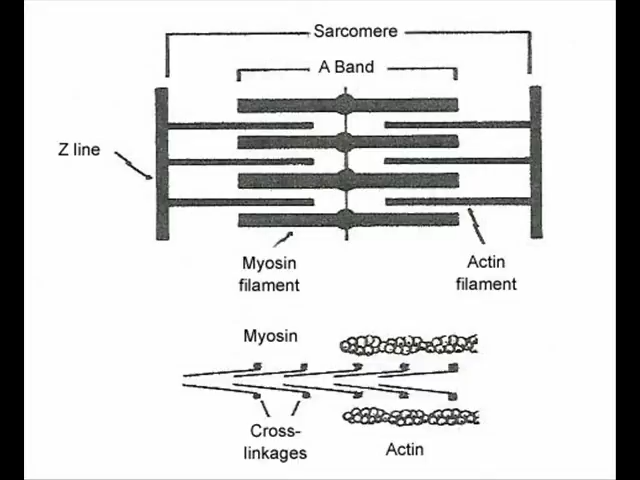 Sarcomere
A Band
Z line
Myosin
filament
Actin
filament
Myosin
Cross-
linkages
Actin